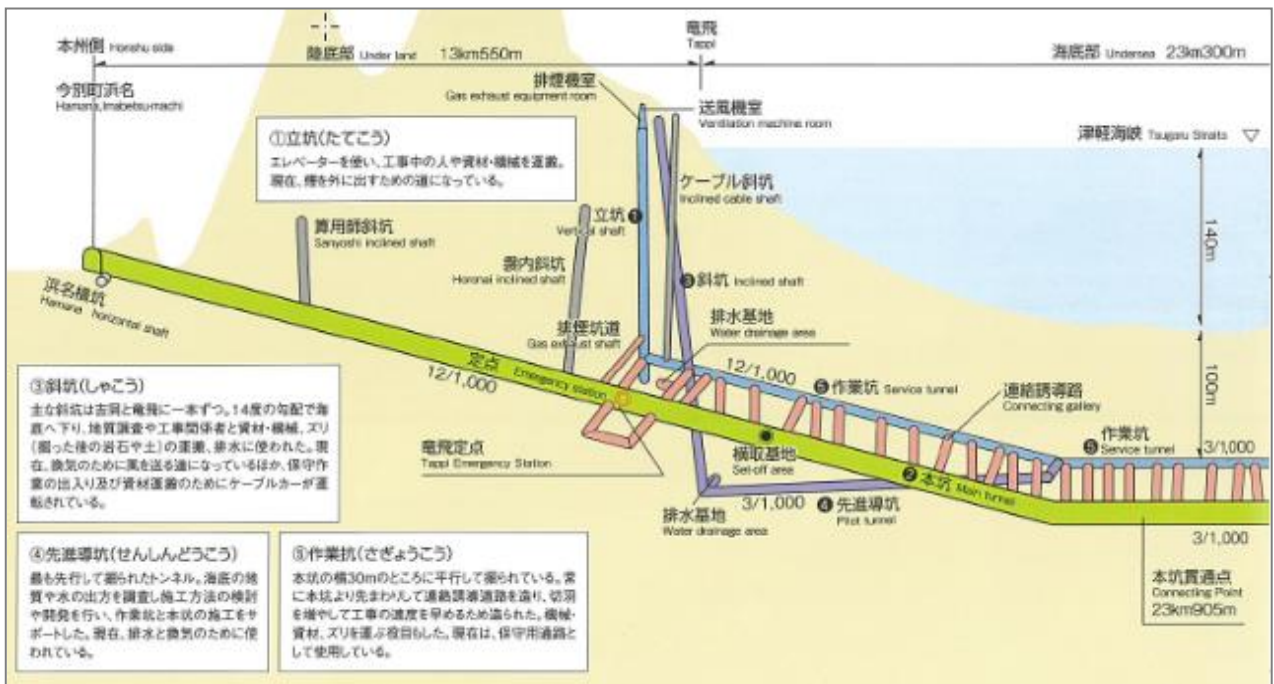 本州側 Honshu side
陸底部 Under land 13km550m
竜飛
Tappi
海底部 Undersea 23km300m
今別町浜名
Hamana,Imabetsu-machi
排煙機室
Gas exhaust equipment room
送風機室
Ventilation machine room
津軽海峡 Tsugaru Straits
①立坑(たてこう)
エレベーターを使い、工事中の人や資材・機械を運搬。
現在、煙を外に出すための道になっている。
ケーブル斜坑
Inclined cable shaft
算用師斜坑
Sanyoshi inclined shaft
立坑 ❶
Vertical shaft
140m
斜坑
Horonai inclined shaft
❸ 斜坑 Inclined shaft
浜名横坑
Hamana horizontal shaft
排煙坑道
Gas exhaust shaft
排水基地
Water drainage area
定点 Emergency station
12/1,000
12/1,000
❺ 作業坑 Service tunnel
100m
連絡誘導路
Connecting gallery
③斜坑(しゃこう)
主な斜坑は吉岡と竜飛に一本ずつ。14度の勾配で海
底へ下り、地質調査や工事関係者と資材・機械、ズリ
(掘った後の岩石や土)の運搬、排水に使われた。現
在、換気のために風を送る道になっているほか、保守作
業の出入り及び資材運搬のためにケーブルカーが運
転されている。
竜飛定点
Tappi Emergency Station
横取基地
Set-off area
❺ 作業坑
Service tunnel
3/1,000
❷ 本坑 Main tunnel
排水基地
Water drainage area
3/1,000
❹ 先進導坑
Pilot tunnel
3/1,000
④先進導坑(せんしんどうこう)
最も先行して掘られたトンネル。海底の地
質や水の出方を調査し施工方法の検討
や開発を行い、作業坑と本坑の施工をサ
ポートした。現在、排水と換気のために使
われている。
⑤作業抗(さぎょうこう)
本坑の横30mのところに平行して掘られている。常
に本坑より先まわりして連絡誘導道路を造り、切羽
を増やして工事の速度を早めるため造られた。機械・
資材、ズリを運ぶ役目もした。現在は、保守用通路と
して使用している。
本坑貫通点
Connecting Point
23km905m